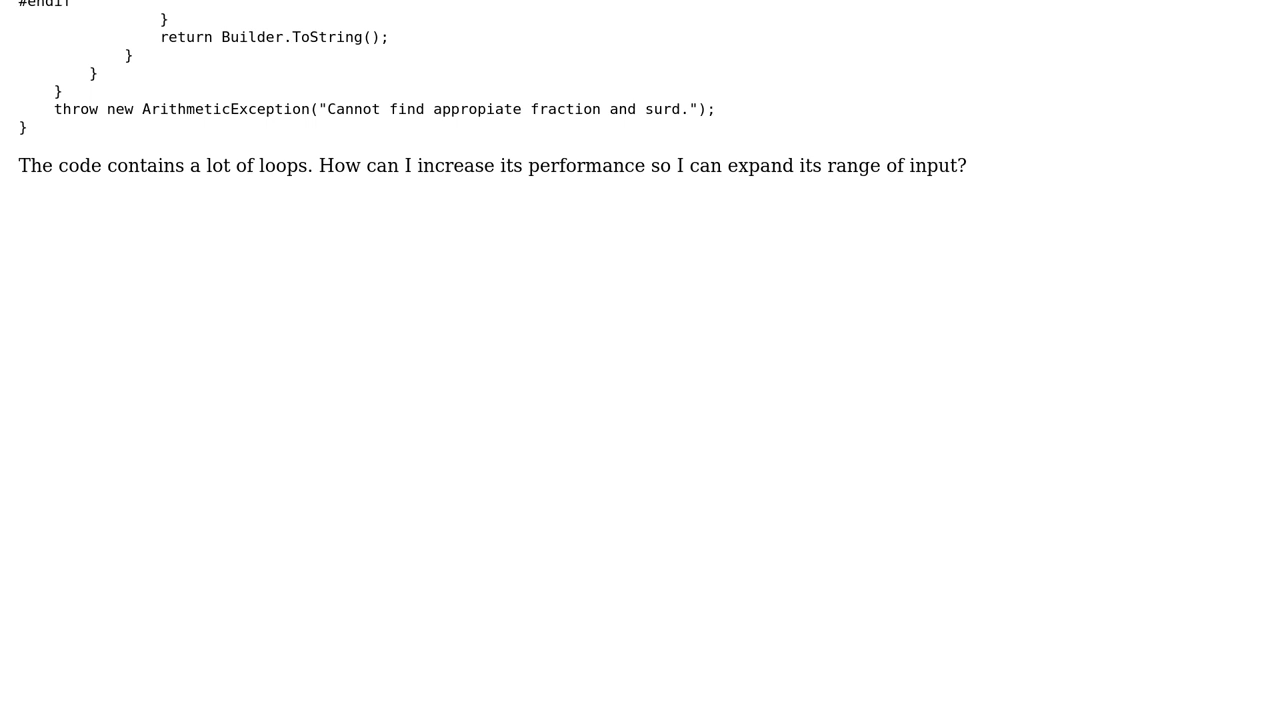 #endif
}
return Builder.ToString();
}
}
}
throw new ArithmeticException("Cannot find appropiate fraction and surd.");
}
The code contains a lot of loops. How can I increase its performance so I can expand its range of input?